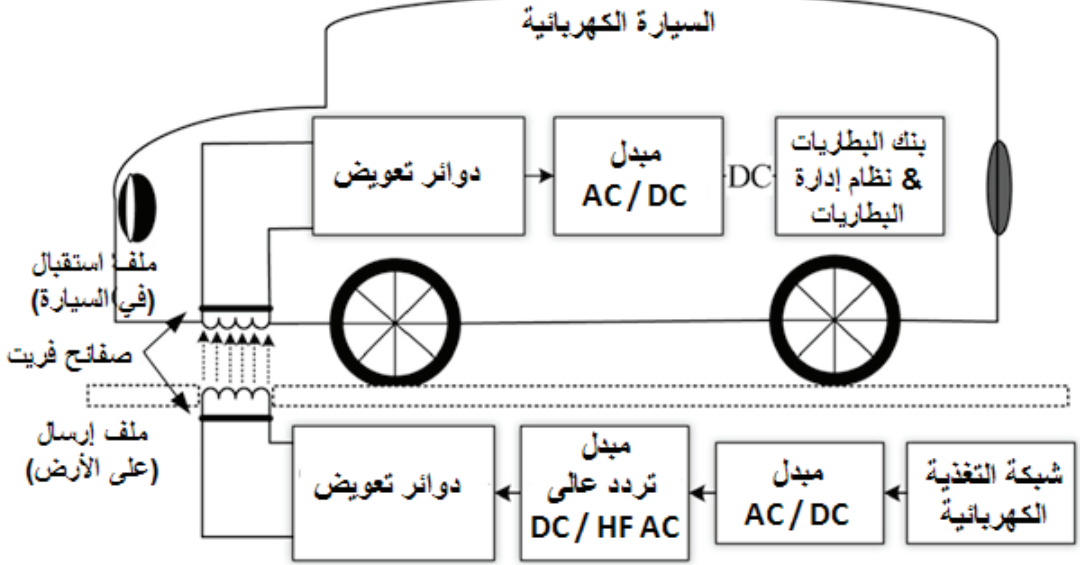 السيارة الكهربائية
بنك البطاريات
& نظام إدارة
البطاريات
DC
مبدل
AC / DC
دوائر تعويض
ملف استقبال
(في السيارة)
صفائح فريت
ملف إرسال
(على الأرض)
شبكة التغذية
الكهربائية
مبدل
AC / DC
مبدل
تردد عالى
DC / HF AC
دوائر تعويض